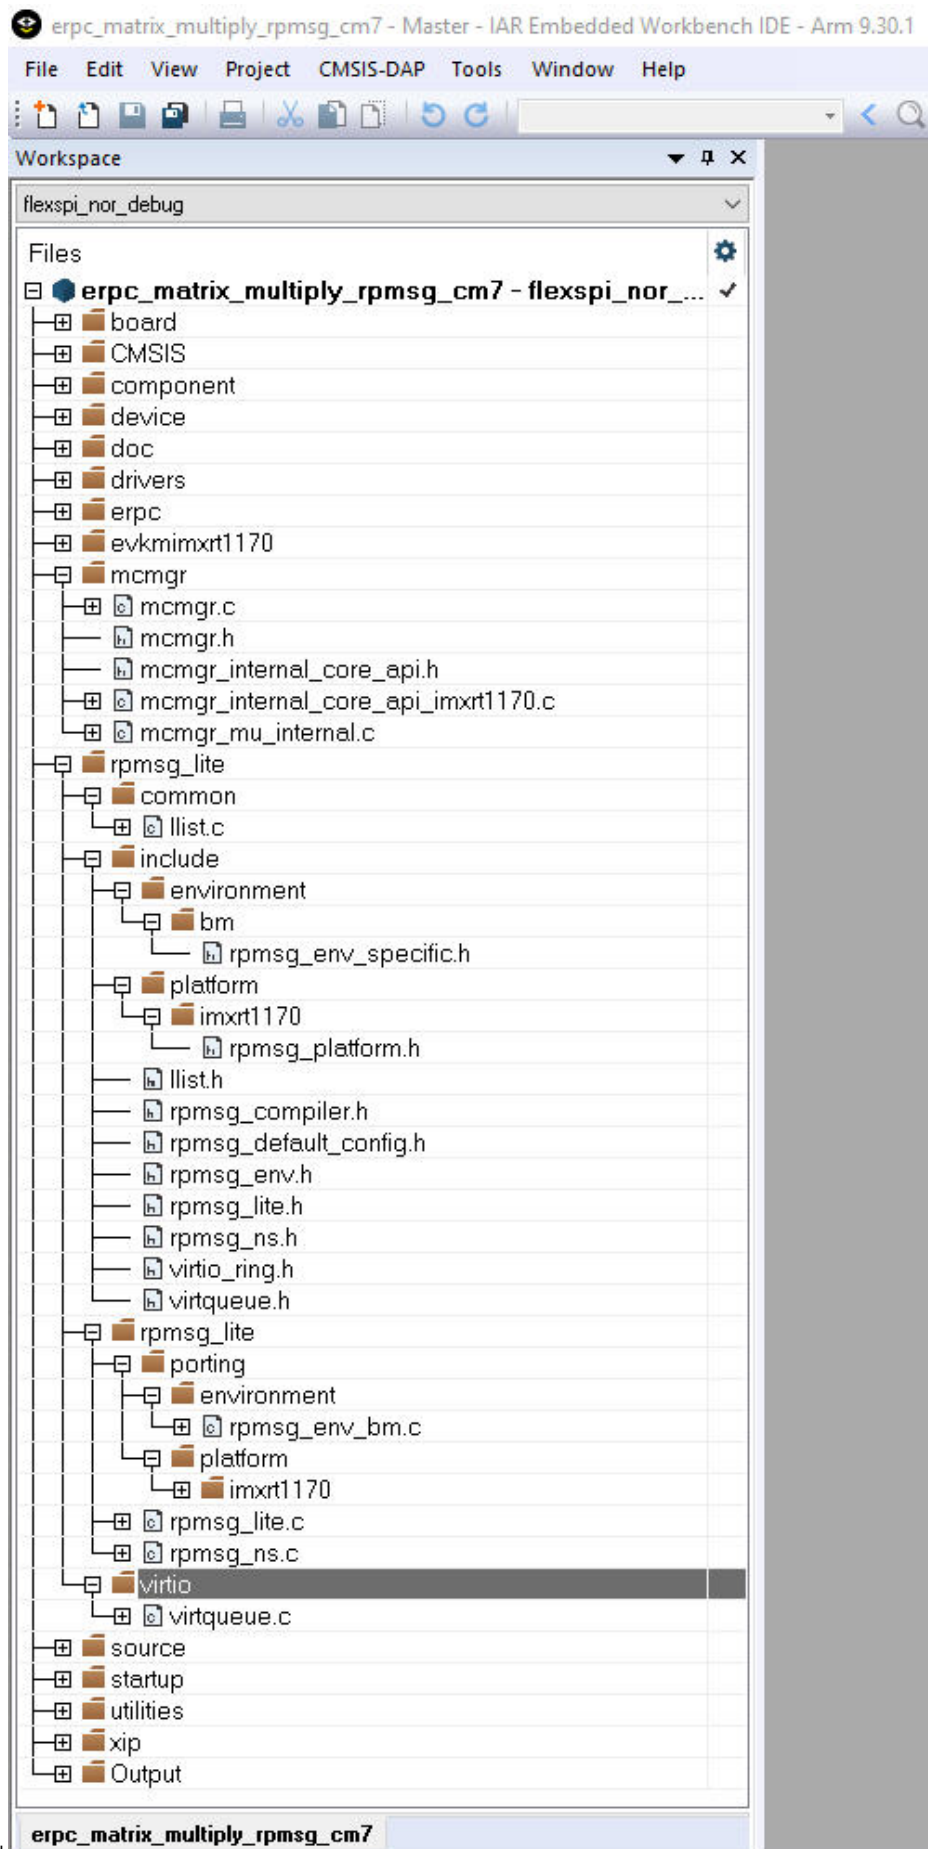 erpc_matrix_multiply_rpmsg_cm7 - Master - IAR Embedded Workbench IDE - Arm 9.30.1
File Edit View Project CMSIS-DAP Tools Window Help
Workspace
flexspi_nor_debug
Files
erpc_matrix_multiply_rpmsg_cm7 - flexspi_nor_...
board
CMSIS
component
device
doc
drivers
erpc
evkmimxrt1170
mcmgr
mcmgr.c
mcmgr.h
mcmgr_internal_core_api.h
mcmgr_internal_core_api_imxrt1170.c
mcmgr_mu_internal.c
rpmsg_lite
common
llist.c
include
environment
bm
rpmsg_env_specific.h
platform
imxrt1170
rpmsg_platform.h
llist.h
rpmsg_compiler.h
rpmsg_default_config.h
rpmsg_env.h
rpmsg_lite.h
rpmsg_ns.h
virtio_ring.h
virtqueue.h
rpmsg_lite
porting
environment
rpmsg_env_bm.c
platform
imxrt1170
rpmsg_lite.c
rpmsg_ns.c
virtio
virtqueue.c
source
startup
utilities
xip
Output
erpc_matrix_multiply_rpmsg_cm7